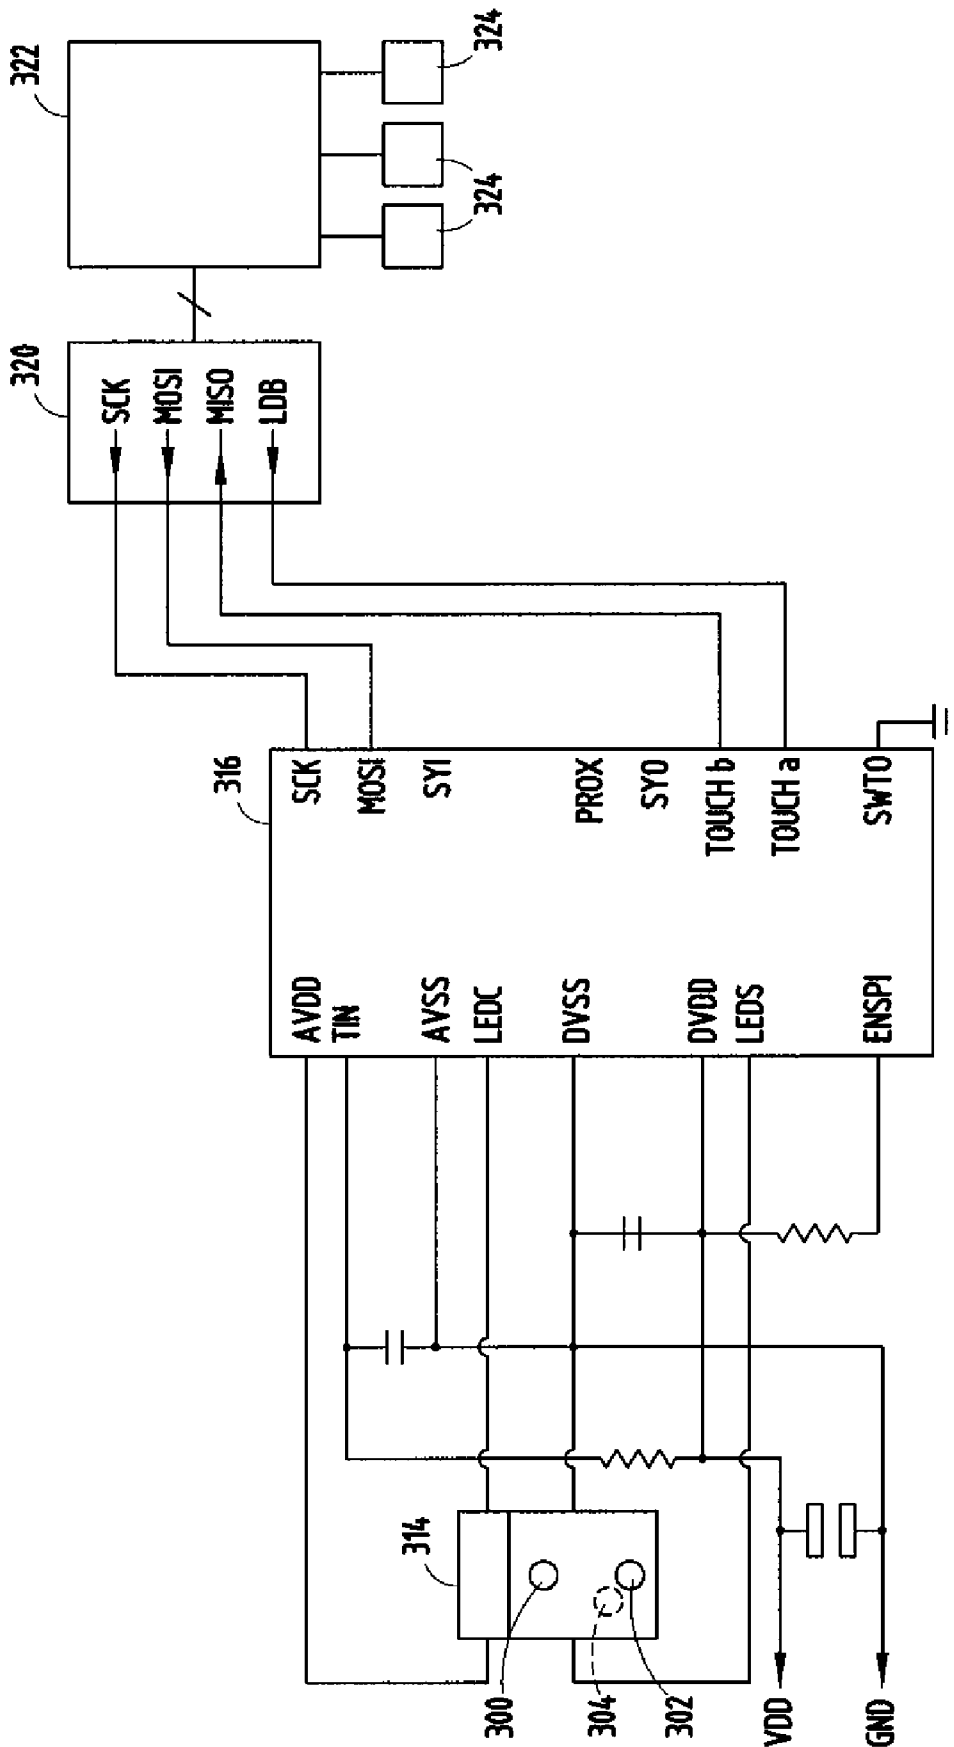 322
324
324
320
SCK
MOSI
MISO
LDB
316
SCK
MOSI
SYI
PROX
SYO
TOUCH b
TOUCH a
SWTO
AVDD
TIN
AVSS
LEDC
DVSS
DVDD
LEDS
ENSPI
314
300
304
302
VDD
GND